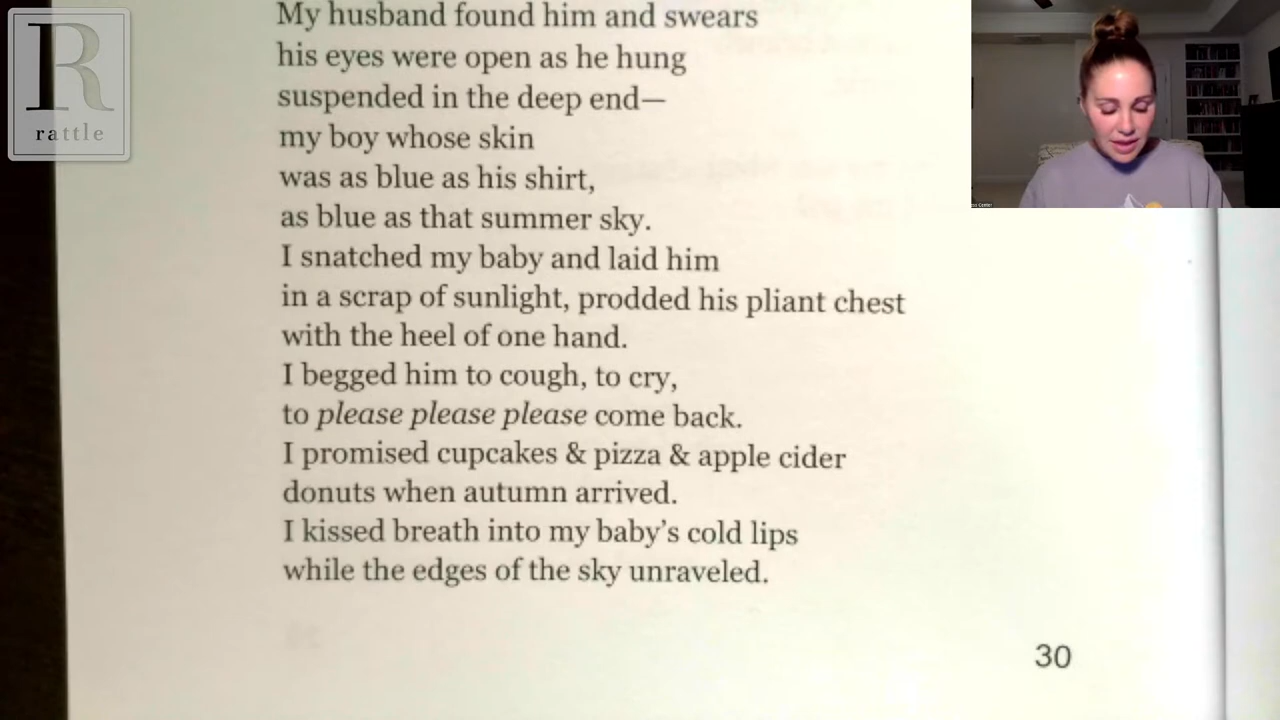 R
rattle
My husband found him and swears
his eyes were open as he hung
suspended in the deep end—
my boy whose skin
was as blue as his shirt,
as blue as that summer sky.
I snatched my baby and laid him
in a scrap of sunlight, prodded his pliant chest
with the heel of one hand.
I begged him to cough, to cry,
to please please please come back.
I promised cupcakes & pizza & apple cider
donuts when autumn arrived.
I kissed breath into my baby’s cold lips
while the edges of the sky unraveled.
30